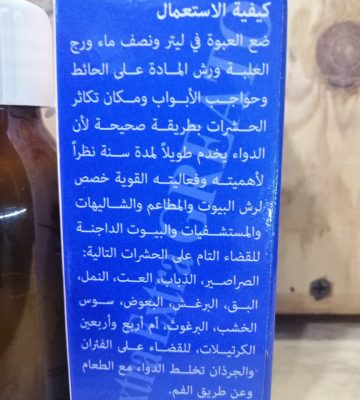 كيفية الاستعمال
ضع العبوة في ليتر ونصف ماء ورج
العلبة ورش المادة على الحائط
وحواجب الأبواب ومكان تكاثر
الحشرات بطريقة صحيحة لأن
الدواء يخدم طويلاً لمدة سنة نظراً
لأهميته وفعاليته القوية خصص
لرش البيوت والمطاعم والشاليهات
والمستشفيات والبيوت الداجنة
للقضاء التام على الحشرات التالية:
الصراصير، الذباب، العت، النمل،
البق، البرغش، البعوض، سوس
الخشب، البرغوث، أم أربع وأربعين
الكرتيلات، للقضاء على الفئران
والجرذان تخلط الدواء مع الطعام
وعن طريق الفم.